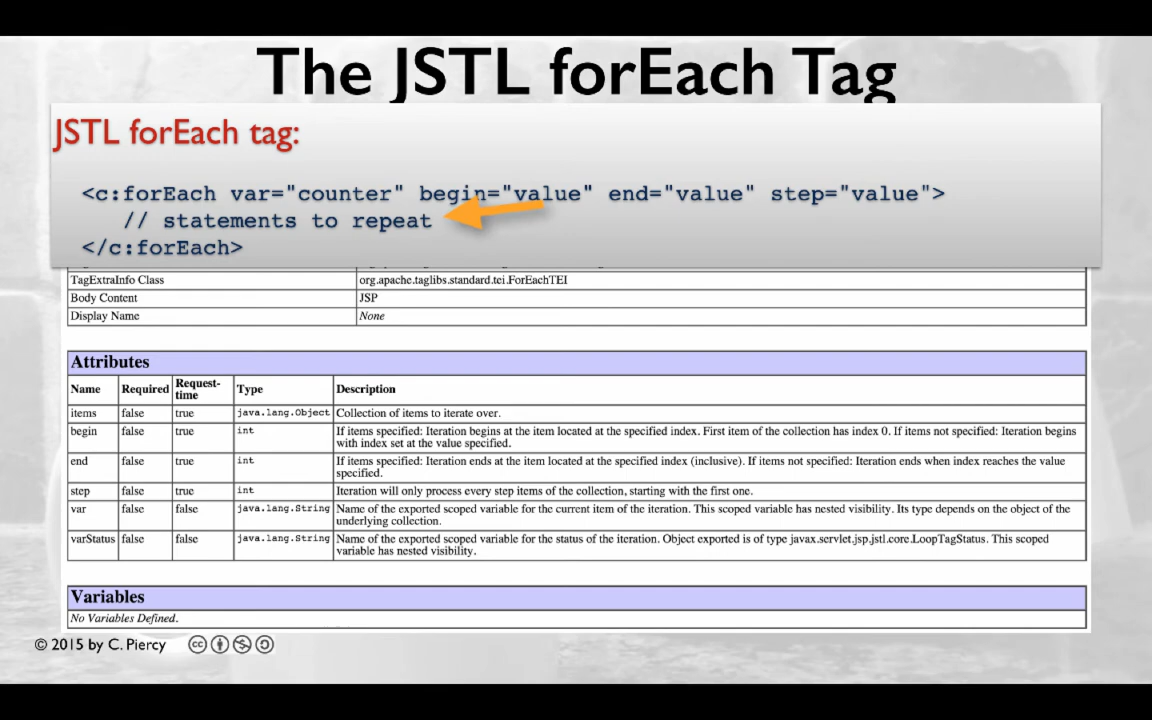 The JSTL forEach Tag
JSTL forEach tag:
<c:forEach var="counter" begin="value" end="value" step="value">
// statements to repeat
</c:forEach>
TagExtraInfo Class org.apache.taglibs.standard.tei.ForEachTEI
Body Content JSP
Display Name None
Attributes
Name Required Request-time Type Description
items false true java.lang.Object Collection of items to iterate over.
begin false true int If items specified: Iteration begins at the item located at the specified index. First item of the collection has index 0. If items not specified: Iteration begins
with index set at the value specified.
end false true int If items specified: Iteration ends at the item located at the specified index (inclusive). If items not specified: Iteration ends when index reaches the value
specified.
step false true int Iteration will only process every step items of the collection, starting with the first one.
var false false java.lang.String Name of the exported scoped variable for the current item of the iteration. This scoped variable has nested visibility. Its type depends on the object of the
underlying collection.
varStatus false false java.lang.String Name of the exported scoped variable for the status of the iteration. Object exported is of type javax.servlet.jsp.jstl.core.LoopTagStatus. This scoped
variable has nested visibility.
Variables
No Variables Defined.
© 2015 by C. Piercy